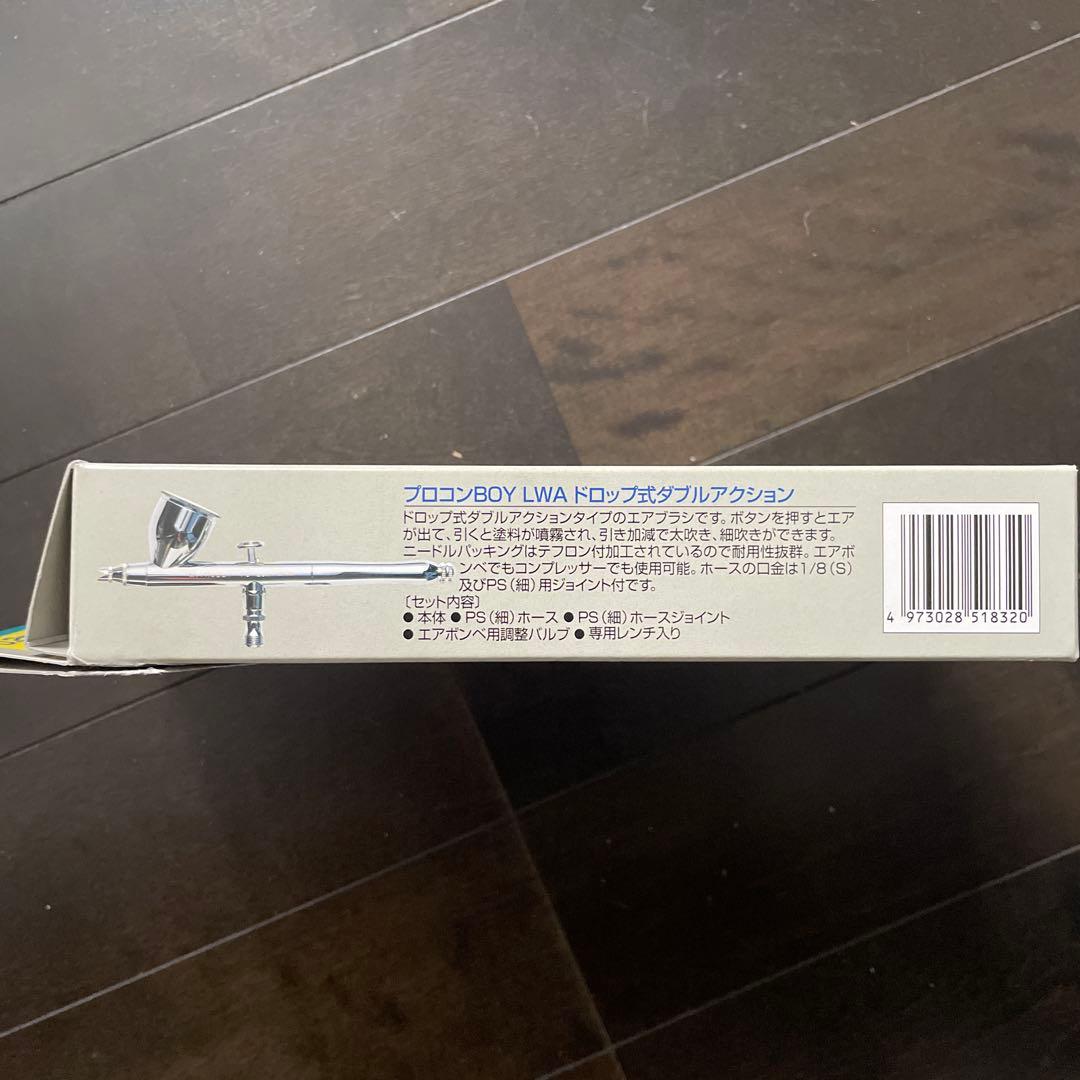 プロコンBOY LWA ドロップ式ダブルアクション
ドロップ式ダブルアクションタイプのエアブラシです。ボタンを押すとエア
が出て、引くと塗料が噴霧され、引き加減で太吹き、細吹きができます。
ニードルパッキングはテフロン付加工されているので耐用性抜群。エアボ
ンベでもコンプレッサーでも使用可能。ホースの口金は1/8(S)
及びPS(細)用ジョイント付です。
〔セット内容〕
●本体 ●PS(細)ホース ●PS(細)ホースジョイント
●エアボンベ用調整バルブ ●専用レンチ入り
4 973028 518320